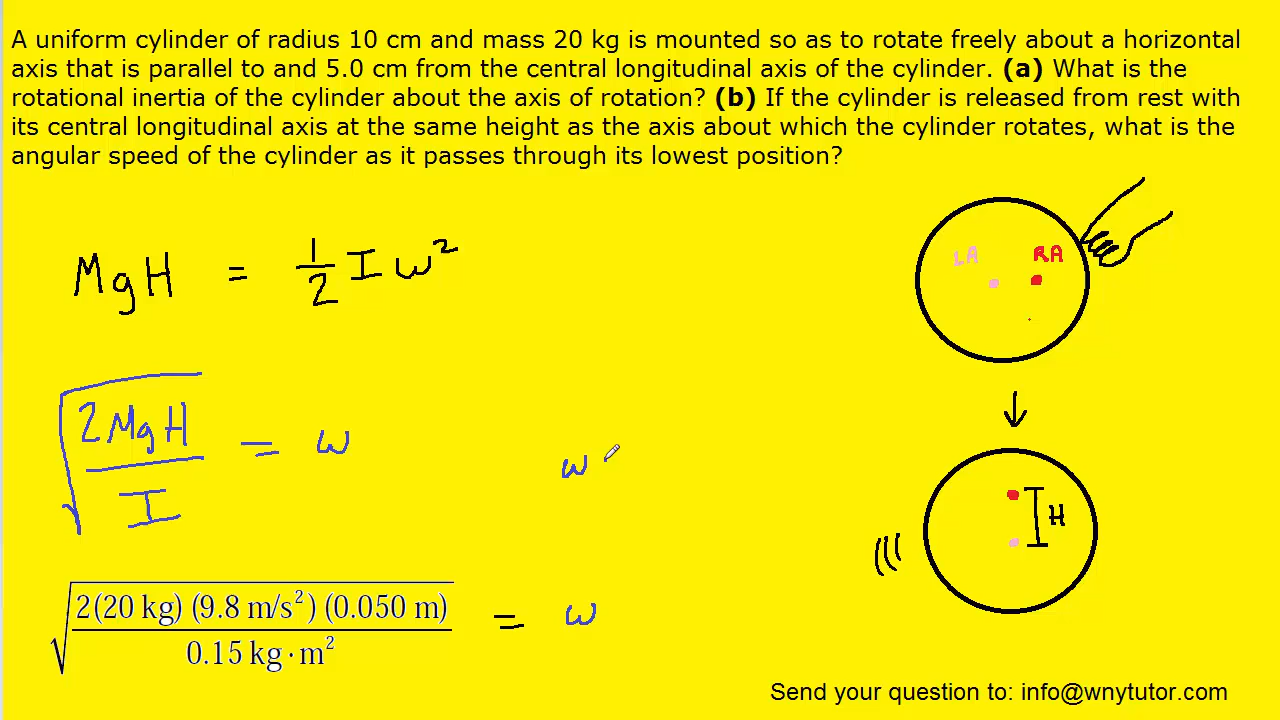 A uniform cylinder of radius 10 cm and mass 20 kg is mounted so as to rotate freely about a horizontal
axis that is parallel to and 5.0 cm from the central longitudinal axis of the cylinder. (a) What is the
rotational inertia of the cylinder about the axis of rotation? (b) If the cylinder is released from rest with
its central longitudinal axis at the same height as the axis about which the cylinder rotates, what is the
angular speed of the cylinder as it passes through its lowest position?
MgH = 1/2 I ω²
LA RA
√(2MgH / I) = ω
ω
H
√(2(20 kg) (9.8 m/s²) (0.050 m) / 0.15 kg·m²) = ω
Send your question to: info@wnytutor.com